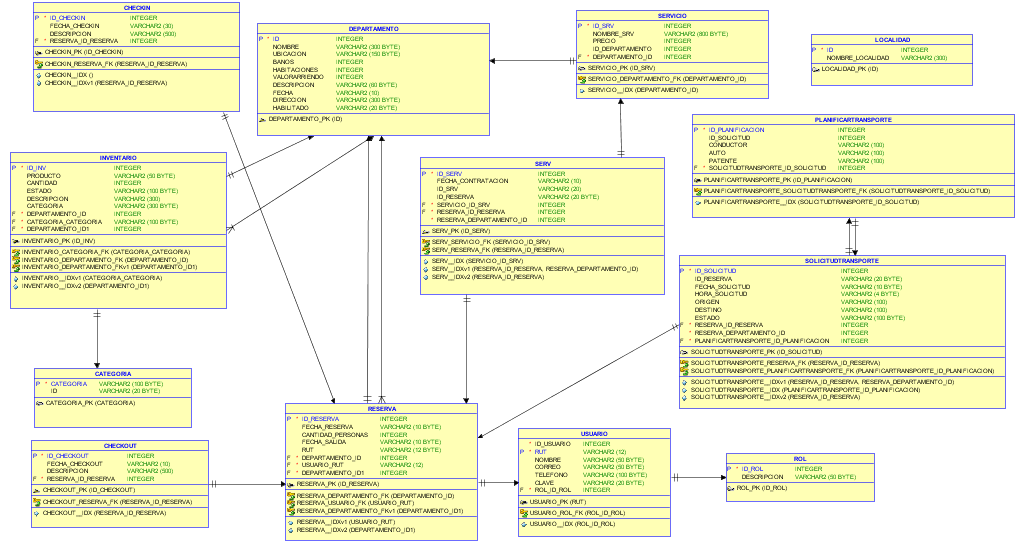 CHECKIN
P * ID_CHECKIN INTEGER
FECHA_CHECKIN VARCHAR2 (30)
DESCRIPCION VARCHAR2 (500)
F * RESERVA_ID_RESERVA INTEGER
CHECKIN_PK (ID_CHECKIN)
CHECKIN_RESERVA_FK (RESERVA_ID_RESERVA)
CHECKIN__IDX ()
CHECKIN__IDXv1 (RESERVA_ID_RESERVA)
DEPARTAMENTO
P * ID INTEGER
NOMBRE VARCHAR2 (300 BYTE)
UBICACION VARCHAR2 (150 BYTE)
BANOS INTEGER
HABITACIONES INTEGER
VALORARRIENDO INTEGER
DESCRIPCION VARCHAR2 (60 BYTE)
FECHA VARCHAR2 (10)
DIRECCION VARCHAR2 (300 BYTE)
HABILITADO VARCHAR2 (20 BYTE)
DEPARTAMENTO_PK (ID)
SERVICIO
P * ID_SRV INTEGER
NOMBRE_SRV VARCHAR2 (800 BYTE)
PRECIO INTEGER
ID_DEPARTAMENTO INTEGER
F * DEPARTAMENTO_ID INTEGER
SERVICIO_PK (ID_SRV)
SERVICIO_DEPARTAMENTO_FK (DEPARTAMENTO_ID)
SERVICIO__IDX (DEPARTAMENTO_ID)
LOCALIDAD
P * ID INTEGER
NOMBRE_LOCALIDAD VARCHAR2 (300)
LOCALIDAD_PK (ID)
PLANIFICARTRANSPORTE
P * ID_PLANIFICACION INTEGER
ID_SOLICITUD INTEGER
CONDUCTOR VARCHAR2 (100)
AUTO VARCHAR2 (100)
PATENTE VARCHAR2 (100)
F * SOLICITUDTRANSPORTE_ID_SOLICITUD INTEGER
PLANIFICARTRANSPORTE_PK (ID_PLANIFICACION)
PLANIFICARTRANSPORTE_SOLICITUDTRANSPORTE_FK (SOLICITUDTRANSPORTE_ID_SOLICITUD)
PLANIFICARTRANSPORTE__IDX (SOLICITUDTRANSPORTE_ID_SOLICITUD)
INVENTARIO
P * ID_INV INTEGER
PRODUCTO VARCHAR2 (50 BYTE)
CANTIDAD INTEGER
ESTADO VARCHAR2 (100 BYTE)
DESCRIPCION VARCHAR2 (300)
CATEGORIA VARCHAR2 (300 BYTE)
F * DEPARTAMENTO_ID INTEGER
F * CATEGORIA_CATEGORIA VARCHAR2 (100 BYTE)
F * DEPARTAMENTO_ID1 INTEGER
INVENTARIO_PK (ID_INV)
INVENTARIO_CATEGORIA_FK (CATEGORIA_CATEGORIA)
INVENTARIO_DEPARTAMENTO_FK (DEPARTAMENTO_ID)
INVENTARIO_DEPARTAMENTO_FKv1 (DEPARTAMENTO_ID1)
INVENTARIO__IDXv1 (CATEGORIA_CATEGORIA)
INVENTARIO__IDXv2 (DEPARTAMENTO_ID1)
SERV
P * ID_SERV INTEGER
FECHA_CONTRATACION VARCHAR2 (10)
ID_SRV VARCHAR2 (20)
ID_RESERVA VARCHAR2 (20 BYTE)
F * SERVICIO_ID_SRV INTEGER
F * RESERVA_ID_RESERVA INTEGER
* RESERVA_DEPARTAMENTO_ID INTEGER
SERV_PK (ID_SERV)
SERV_SERVICIO_FK (SERVICIO_ID_SRV)
SERV_RESERVA_FK (RESERVA_ID_RESERVA)
SERV__IDX (SERVICIO_ID_SRV)
SERV__IDXv1 (RESERVA_ID_RESERVA, RESERVA_DEPARTAMENTO_ID)
SERV__IDXv2 (RESERVA_ID_RESERVA)
SOLICITUDTRANSPORTE
P * ID_SOLICITUD INTEGER
ID_RESERVA VARCHAR2 (20 BYTE)
FECHA_SOLICITUD VARCHAR2 (10 BYTE)
HORA_SOLICITUD VARCHAR2 (4 BYTE)
ORIGEN VARCHAR2 (100)
DESTINO VARCHAR2 (100)
ESTADO VARCHAR2 (100 BYTE)
F * RESERVA_ID_RESERVA INTEGER
* RESERVA_DEPARTAMENTO_ID INTEGER
F * PLANIFICARTRANSPORTE_ID_PLANIFICACION INTEGER
SOLICITUDTRANSPORTE_PK (ID_SOLICITUD)
SOLICITUDTRANSPORTE_RESERVA_FK (RESERVA_ID_RESERVA)
SOLICITUDTRANSPORTE_PLANIFICARTRANSPORTE_FK (PLANIFICARTRANSPORTE_ID_PLANIFICACION)
SOLICITUDTRANSPORTE__IDXv1 (RESERVA_ID_RESERVA, RESERVA_DEPARTAMENTO_ID)
SOLICITUDTRANSPORTE__IDX (PLANIFICARTRANSPORTE_ID_PLANIFICACION)
SOLICITUDTRANSPORTE__IDXv2 (RESERVA_ID_RESERVA)
CATEGORIA
P * CATEGORIA VARCHAR2 (100 BYTE)
ID VARCHAR2 (20 BYTE)
CATEGORIA_PK (CATEGORIA)
CHECKOUT
P * ID_CHECKOUT INTEGER
FECHA_CHECKOUT VARCHAR2 (10)
DESCRIPCION VARCHAR2 (500)
F * RESERVA_ID_RESERVA INTEGER
CHECKOUT_PK (ID_CHECKOUT)
CHECKOUT_RESERVA_FK (RESERVA_ID_RESERVA)
CHECKOUT__IDX (RESERVA_ID_RESERVA)
RESERVA
P * ID_RESERVA INTEGER
FECHA_RESERVA VARCHAR2 (10 BYTE)
CANTIDAD_PERSONAS INTEGER
FECHA_SALIDA VARCHAR2 (10 BYTE)
RUT VARCHAR2 (12 BYTE)
F * DEPARTAMENTO_ID INTEGER
F * USUARIO_RUT VARCHAR2 (12)
F * DEPARTAMENTO_ID1 INTEGER
RESERVA_PK (ID_RESERVA)
RESERVA_DEPARTAMENTO_FK (DEPARTAMENTO_ID)
RESERVA_USUARIO_FK (USUARIO_RUT)
RESERVA_DEPARTAMENTO_FKv1 (DEPARTAMENTO_ID1)
RESERVA__IDXv1 (USUARIO_RUT)
RESERVA__IDXv2 (DEPARTAMENTO_ID1)
USUARIO
* ID_USUARIO INTEGER
P * RUT VARCHAR2 (12)
NOMBRE VARCHAR2 (50 BYTE)
CORREO VARCHAR2 (50 BYTE)
TELEFONO VARCHAR2 (100 BYTE)
CLAVE VARCHAR2 (20 BYTE)
F * ROL_ID_ROL INTEGER
USUARIO_PK (RUT)
USUARIO_ROL_FK (ROL_ID_ROL)
USUARIO__IDX (ROL_ID_ROL)
ROL
P * ID_ROL INTEGER
DESCRIPCION VARCHAR2 (50 BYTE)
ROL_PK (ID_ROL)